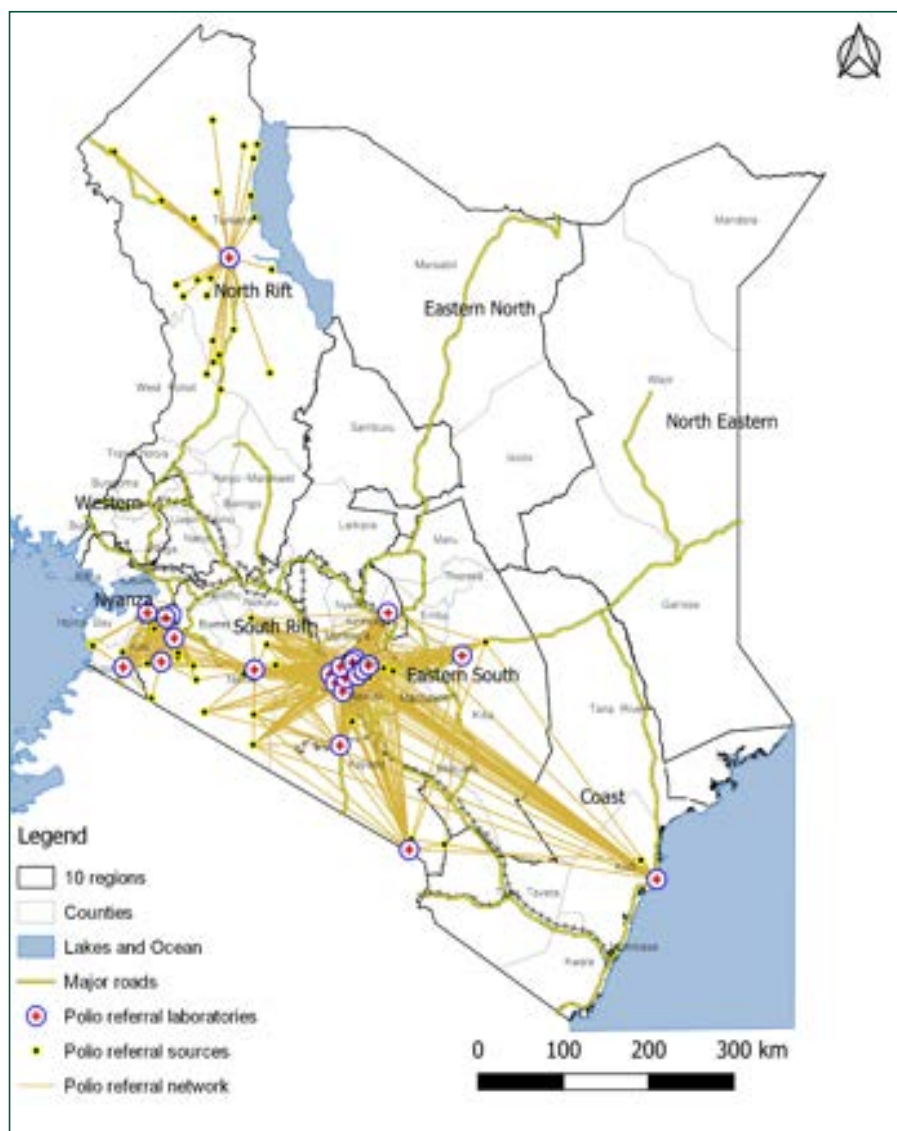 Mandera
Marsabit
North Rift
Eastern North
Wajir
West Pokot
North Eastern
Samburu
Isiolo
Western
Baringo
Laikipia
Meru
Garissa
Nyanza
South Rift
Embu
Eastern South
Kitui
Tana River
Coast
Taveta
Kwale
Legend
10 regions
Counties
Lakes and Ocean
Major roads
Polio referral laboratories
Polio referral sources
Polio referral network
0 100 200 300 km